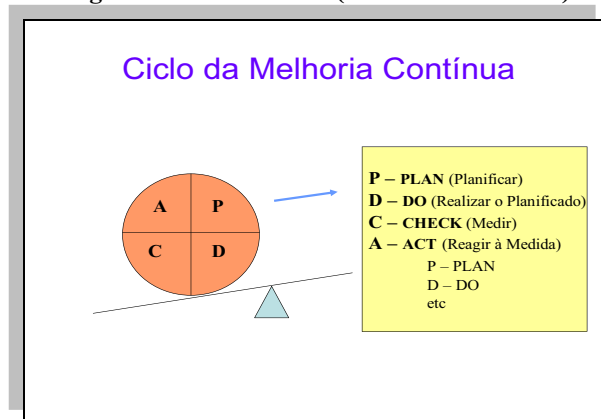 Ciclo da Melhoria Contínua
A P
C D
P – PLAN (Planificar)
D – DO (Realizar o Planificado)
C – CHECK (Medir)
A – ACT (Reagir à Medida)
P – PLAN
D – DO
etc